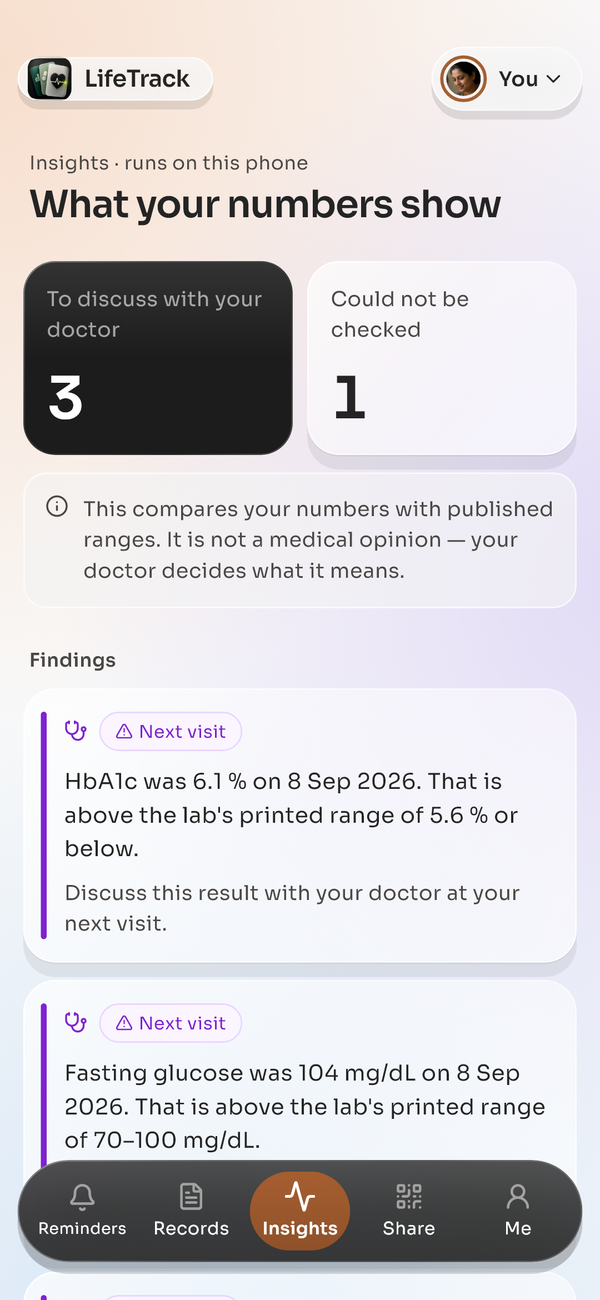 LifeTrack
You
Insights · runs on this phone
What your numbers show
To discuss with your
doctor
3
Could not be
checked
1
This compares your numbers with published
ranges. It is not a medical opinion — your
doctor decides what it means.
Findings
Next visit
HbA1c was 6.1 % on 8 Sep 2026. That is
above the lab's printed range of 5.6 % or
below.
Discuss this result with your doctor at your
next visit.
Next visit
Fasting glucose was 104 mg/dL on 8 Sep
2026. That is above the lab's printed range
of 70–100 mg/dL.
Reminders
Records
Insights
Share
Me